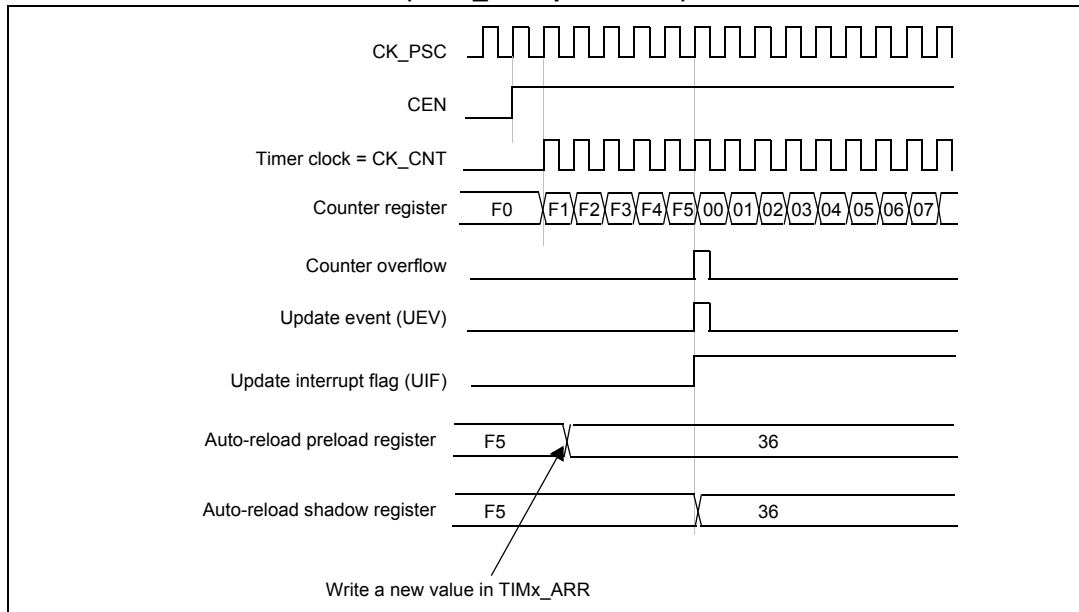 CK_PSC
CEN
Timer clock = CK_CNT
Counter register F0 F1 F2 F3 F4 F5 00 01 02 03 04 05 06 07
Counter overflow
Update event (UEV)
Update interrupt flag (UIF)
Auto-reload preload register F5 36
Auto-reload shadow register F5 36
Write a new value in TIMx_ARR